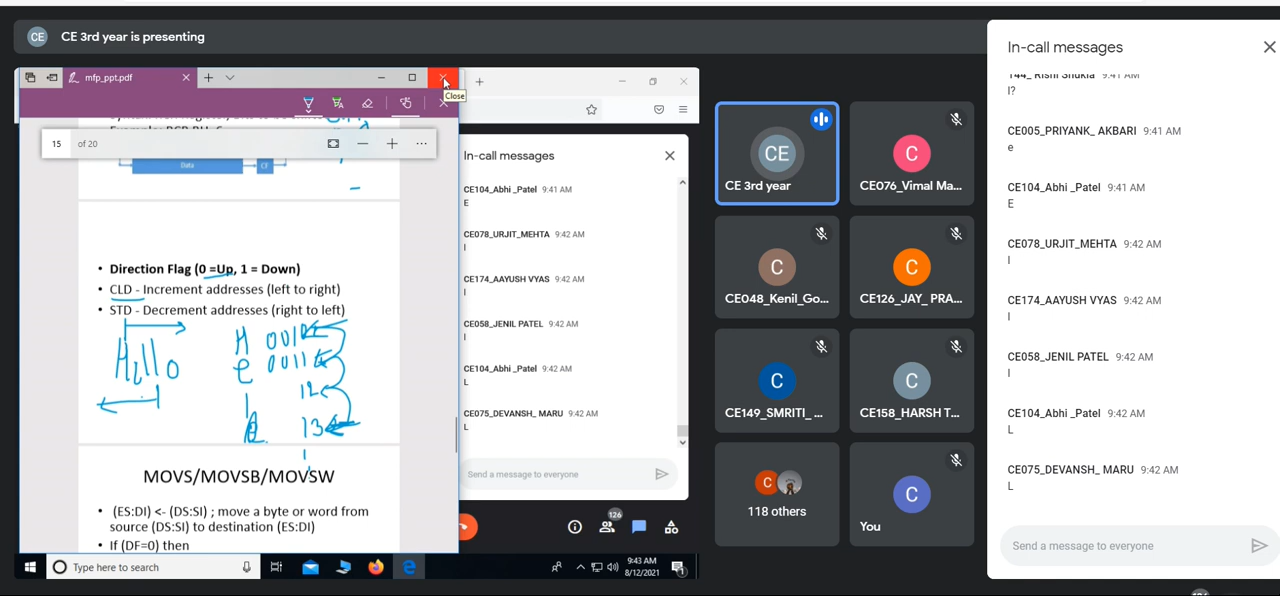 CE
CE 3rd year is presenting
mfp_ppt.pdf
Close
15 of 20
Data
CF
• Direction Flag (0 =Up, 1 = Down)
• CLD - Increment addresses (left to right)
• STD - Decrement addresses (right to left)
Hello
H 0010
e 0011
l 12
l 13
MOVS/MOVSB/MOVSW
• (ES:DI) <- (DS:SI) ; move a byte or word from
source (DS:SI) to destination (ES:DI)
• If (DF=0) then
Type here to search
In-call messages
CE104_Abhi _Patel 9:41 AM
E
CE078_URJIT_MEHTA 9:42 AM
l
CE174_AAYUSH VYAS 9:42 AM
l
CE058_JENIL PATEL 9:42 AM
l
CE104_Abhi _Patel 9:42 AM
L
CE075_DEVANSH_ MARU 9:42 AM
L
Send a message to everyone
126
9:43 AM
8/12/2021
1
CE
CE 3rd year
C
CE076_Vimal Ma...
C
CE048_Kenil_Go...
C
CE126_JAY_ PRA...
C
CE149_SMRITI_ ...
C
CE158_HARSH T...
C
118 others
C
You
In-call messages
144_ Rishi Shukla 9:41 AM
l?
CE005_PRIYANK_ AKBARI 9:41 AM
e
CE104_Abhi _Patel 9:41 AM
E
CE078_URJIT_MEHTA 9:42 AM
l
CE174_AAYUSH VYAS 9:42 AM
l
CE058_JENIL PATEL 9:42 AM
l
CE104_Abhi _Patel 9:42 AM
L
CE075_DEVANSH_ MARU 9:42 AM
L
Send a message to everyone